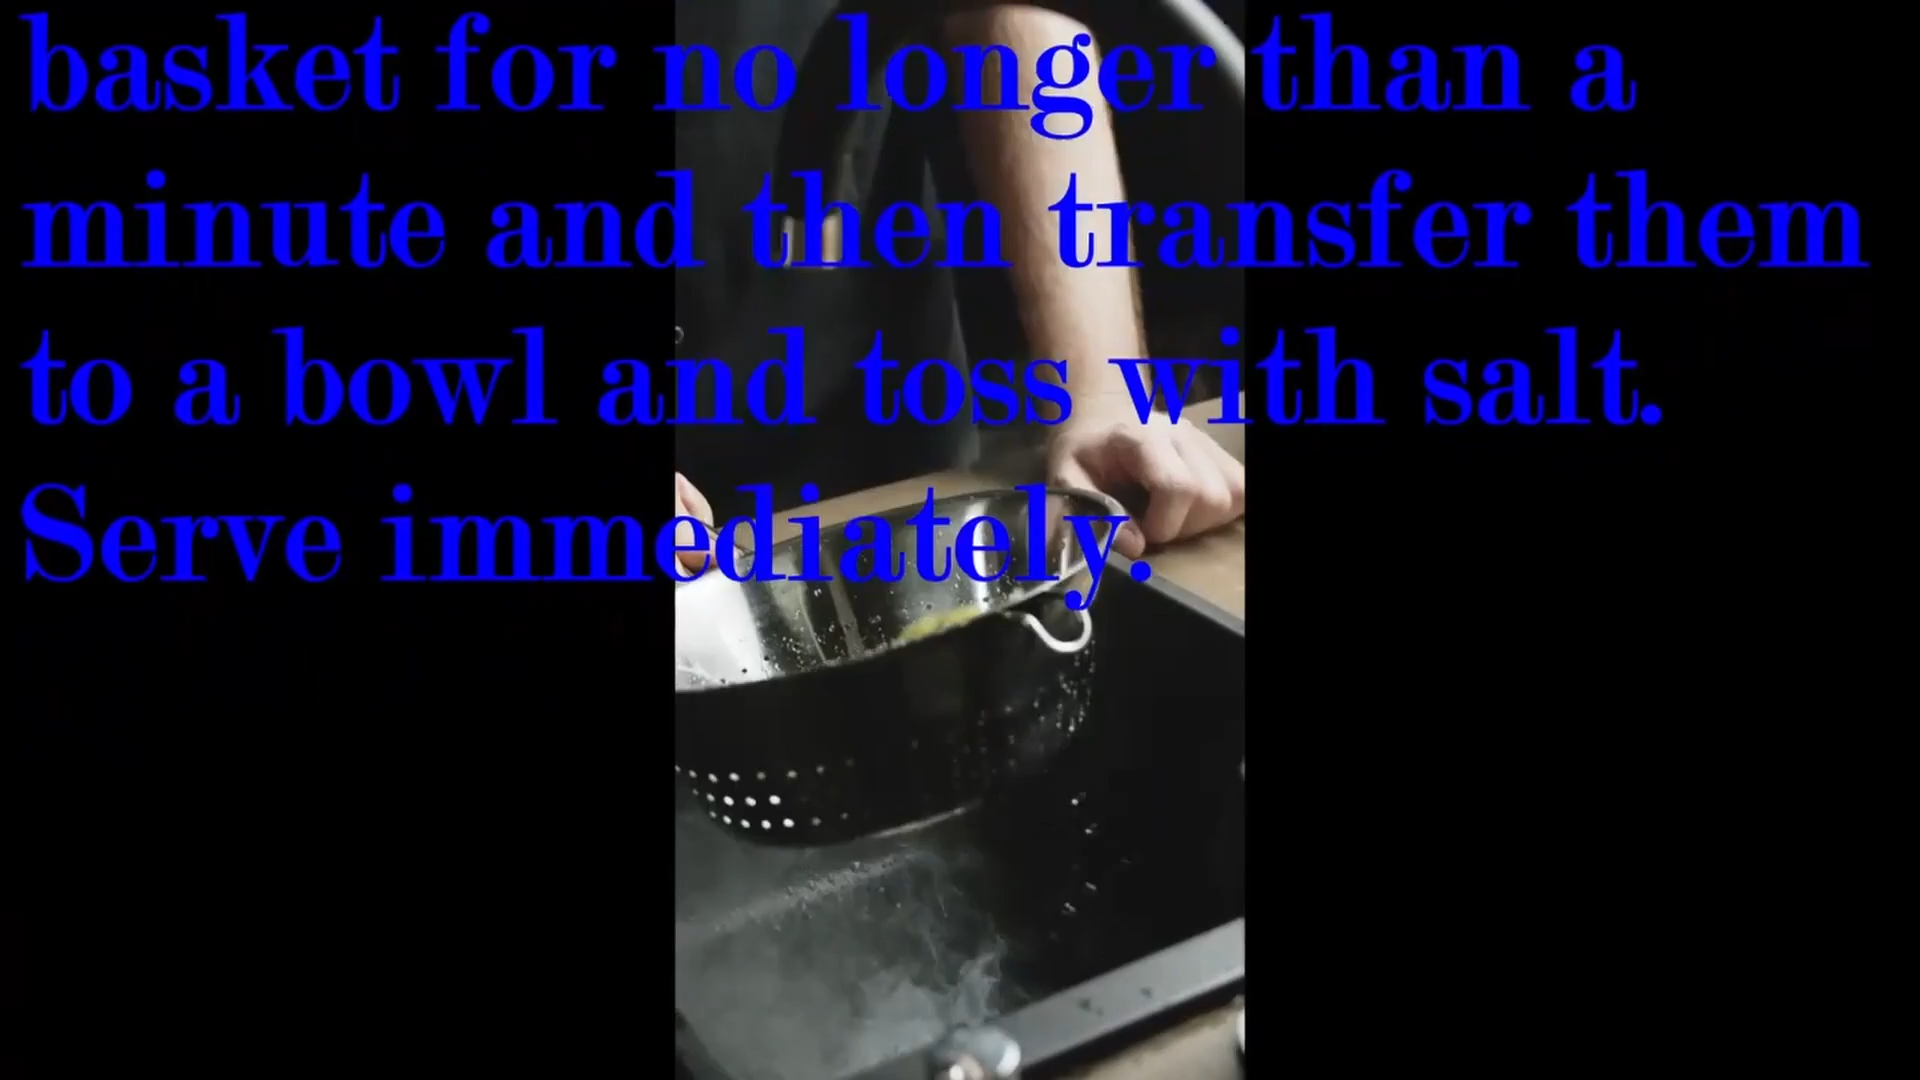 basket for no longer than a
minute and then transfer them
to a bowl and toss with salt.
Serve immediately.